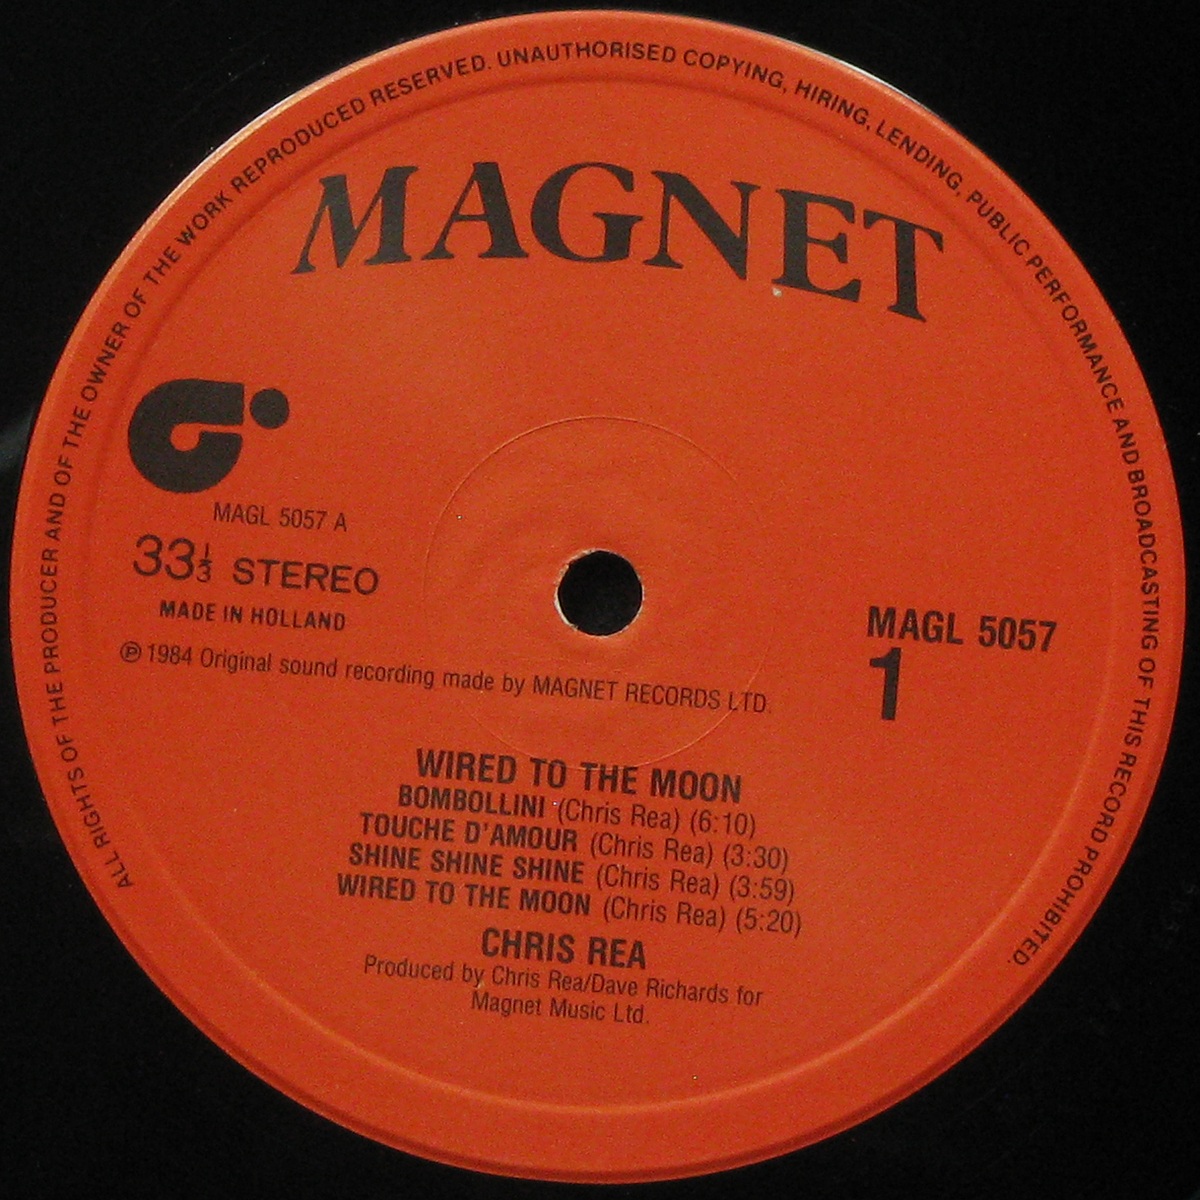 ALL RIGHTS OF THE PRODUCER AND OF THE OWNER OF THE WORK REPRODUCED RESERVED. UNAUTHORISED COPYING, HIRING, LENDING, PUBLIC PERFORMANCE AND BROADCASTING OF THIS RECORD PROHIBITED.
MAGNET
MAGL 5057 A
33⅓ STEREO
MADE IN HOLLAND
℗ 1984 Original sound recording made by MAGNET RECORDS LTD.
MAGL 5057
1
WIRED TO THE MOON
BOMBOLLINI (Chris Rea) (6:10)
TOUCHE D'AMOUR (Chris Rea) (3:30)
SHINE SHINE SHINE (Chris Rea) (3:59)
WIRED TO THE MOON (Chris Rea) (5:20)
CHRIS REA
Produced by Chris Rea/Dave Richards for
Magnet Music Ltd.